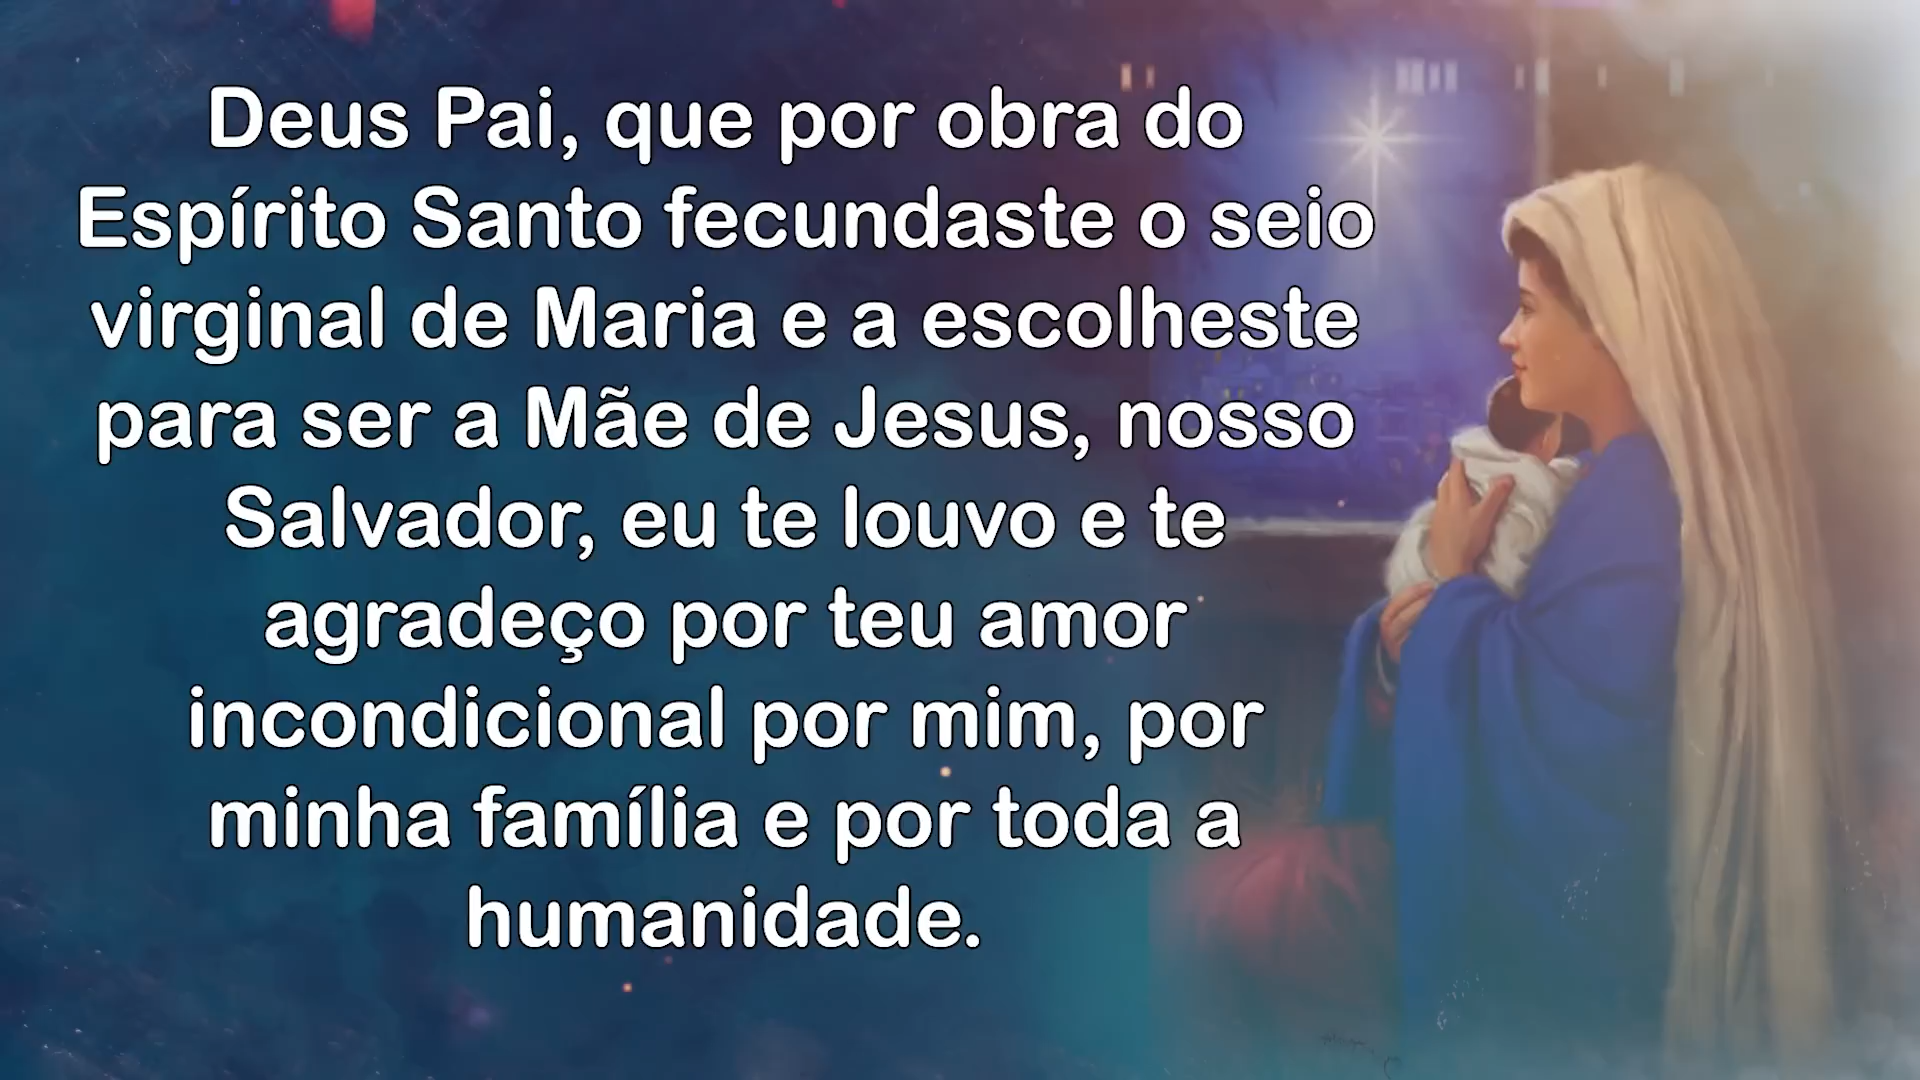 Deus Pai, que por obra do
Espírito Santo fecundaste o seio
virginal de Maria e a escolheste
para ser a Mãe de Jesus, nosso
Salvador, eu te louvo e te
agradeço por teu amor
incondicional por mim, por
minha família e por toda a
humanidade.